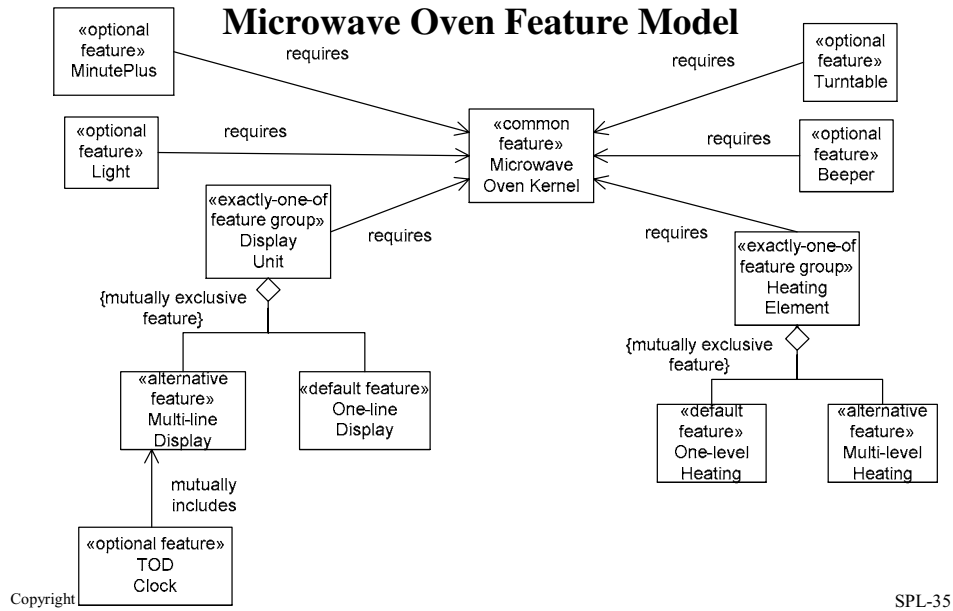 Microwave Oven Feature Model
«optional
feature»
MinutePlus
requires
requires
«optional
feature»
Turntable
«optional
feature»
Light
requires
«common
feature»
Microwave
Oven Kernel
requires
«optional
feature»
Beeper
«exactly-one-of
feature group»
Display
Unit
requires
requires
«exactly-one-of
feature group»
Heating
Element
{mutually exclusive
feature}
{mutually exclusive
feature}
«alternative
feature»
Multi-line
Display
«default feature»
One-line
Display
«default
feature»
One-level
Heating
«alternative
feature»
Multi-level
Heating
mutually
includes
«optional feature»
TOD
Clock
Copyright
SPL-35